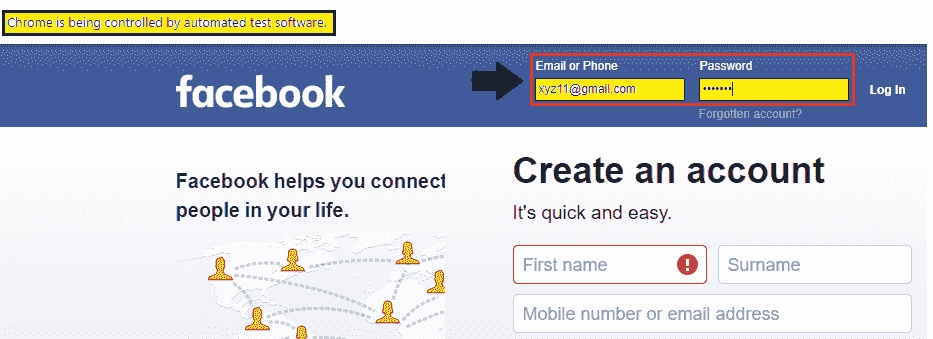 Chrome is being controlled by automated test software.
Email or Phone
Password
facebook
xyz11@gmail.com
•••••••
Log In
Forgotten account?
Facebook helps you connect
people in your life.
Create an account
It's quick and easy.
First name
Surname
Mobile number or email address